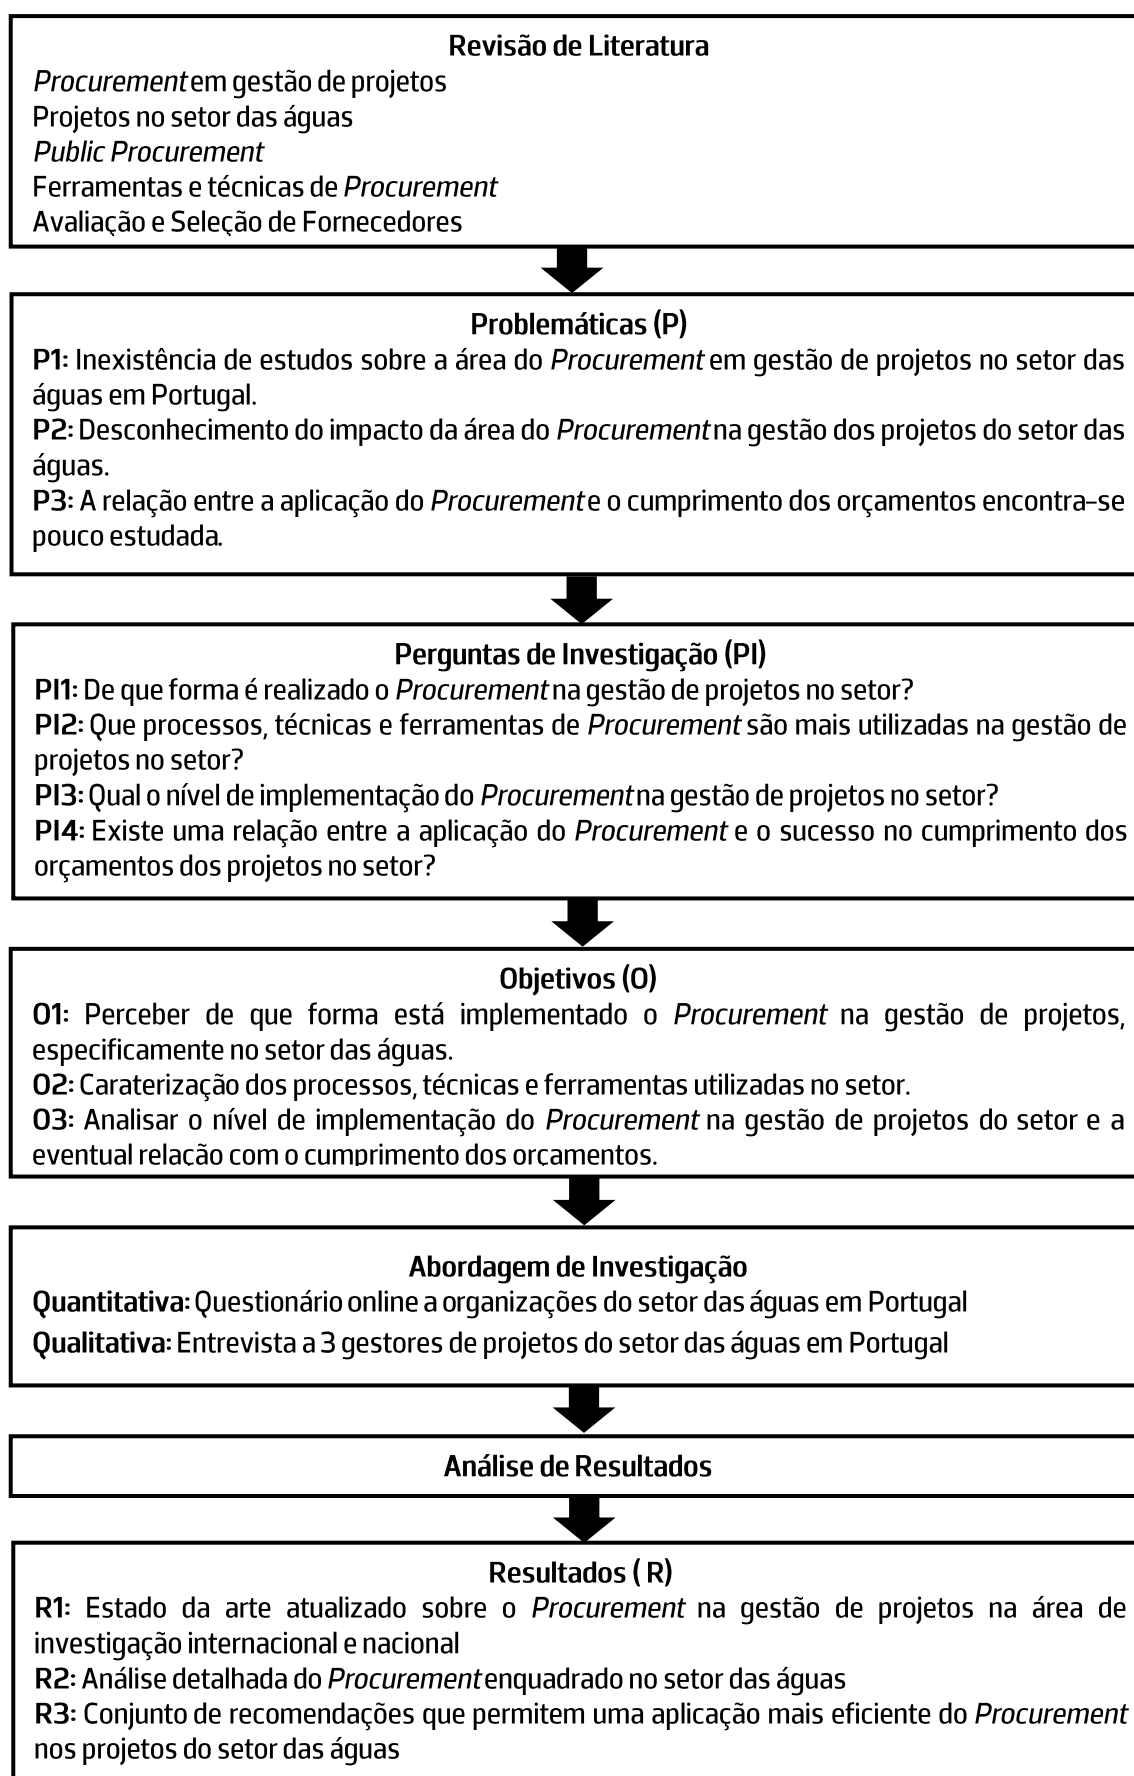 Revisão de Literatura
Procurement em gestão de projetos
Projetos no setor das águas
Public Procurement
Ferramentas e técnicas de Procurement
Avaliação e Seleção de Fornecedores
Problemáticas (P)
P1: Inexistência de estudos sobre a área do Procurement em gestão de projetos no setor das
águas em Portugal.
P2: Desconhecimento do impacto da área do Procurement na gestão dos projetos do setor das
águas.
P3: A relação entre a aplicação do Procurement e o cumprimento dos orçamentos encontra-se
pouco estudada.
Perguntas de Investigação (PI)
PI1: De que forma é realizado o Procurement na gestão de projetos no setor?
PI2: Que processos, técnicas e ferramentas de Procurement são mais utilizadas na gestão de
projetos no setor?
PI3: Qual o nível de implementação do Procurement na gestão de projetos no setor?
PI4: Existe uma relação entre a aplicação do Procurement e o sucesso no cumprimento dos
orçamentos dos projetos no setor?
Objetivos (O)
O1: Perceber de que forma está implementado o Procurement na gestão de projetos,
especificamente no setor das águas.
O2: Caraterização dos processos, técnicas e ferramentas utilizadas no setor.
O3: Analisar o nível de implementação do Procurement na gestão de projetos do setor e a
eventual relação com o cumprimento dos orçamentos.
Abordagem de Investigação
Quantitativa: Questionário online a organizações do setor das águas em Portugal
Qualitativa: Entrevista a 3 gestores de projetos do setor das águas em Portugal
Análise de Resultados
Resultados ( R)
R1: Estado da arte atualizado sobre o Procurement na gestão de projetos na área de
investigação internacional e nacional
R2: Análise detalhada do Procurement enquadrado no setor das águas
R3: Conjunto de recomendações que permitem uma aplicação mais eficiente do Procurement
nos projetos do setor das águas